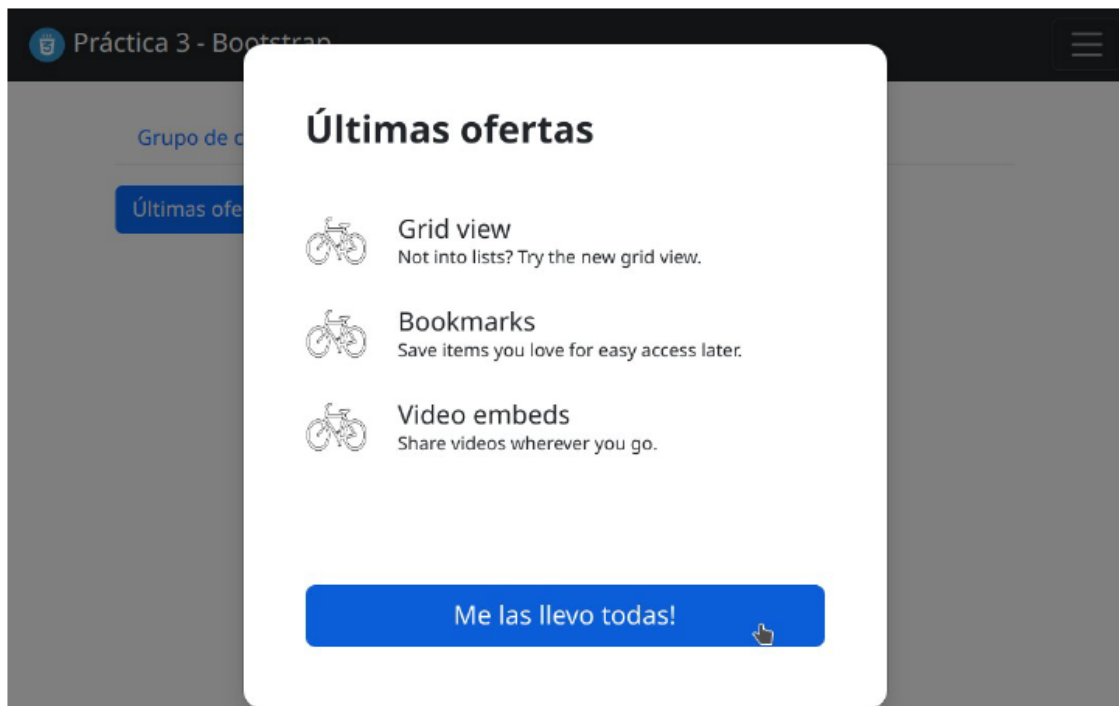 Práctica 3 - Bootstrap
Grupo de c
Últimas ofe
Últimas ofertas
Grid view
Not into lists? Try the new grid view.
Bookmarks
Save items you love for easy access later.
Video embeds
Share videos wherever you go.
Me las llevo todas!